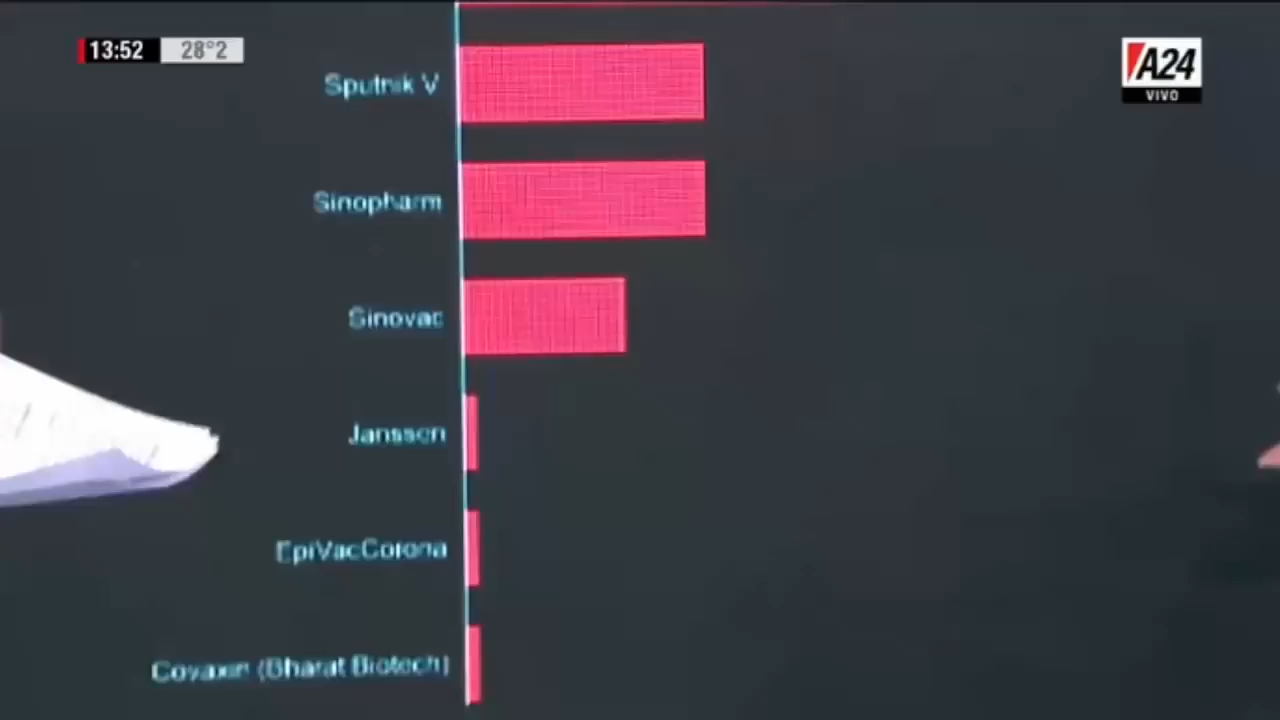 13:52 28°2
A24
VIVO
Sputnik V
Sinopharm
Sinovac
Janssen
EpiVacCorona
Covaxin (Bharat Biotech)